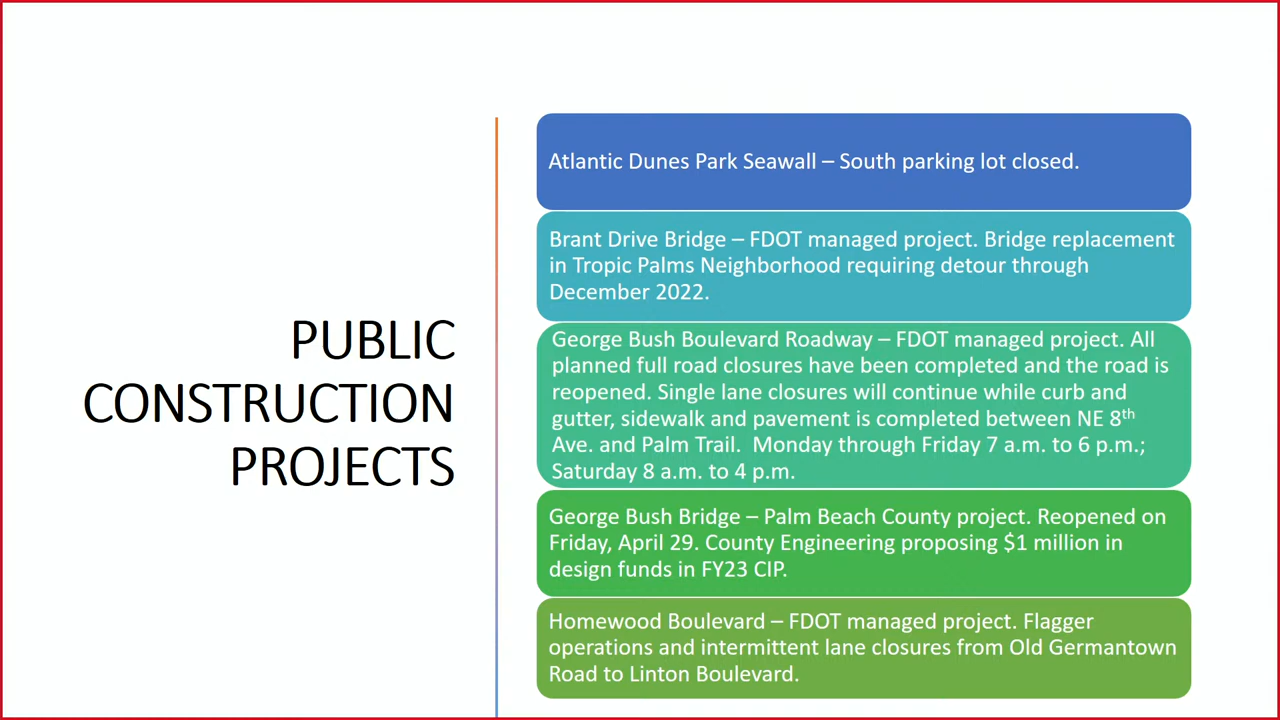 PUBLIC
CONSTRUCTION
PROJECTS
Atlantic Dunes Park Seawall – South parking lot closed.
Brant Drive Bridge – FDOT managed project. Bridge replacement
in Tropic Palms Neighborhood requiring detour through
December 2022.
George Bush Boulevard Roadway – FDOT managed project. All
planned full road closures have been completed and the road is
reopened. Single lane closures will continue while curb and
gutter, sidewalk and pavement is completed between NE 8th
Ave. and Palm Trail.  Monday through Friday 7 a.m. to 6 p.m.;
Saturday 8 a.m. to 4 p.m.
George Bush Bridge – Palm Beach County project. Reopened on
Friday, April 29. County Engineering proposing $1 million in
design funds in FY23 CIP.
Homewood Boulevard – FDOT managed project. Flagger
operations and intermittent lane closures from Old Germantown
Road to Linton Boulevard.